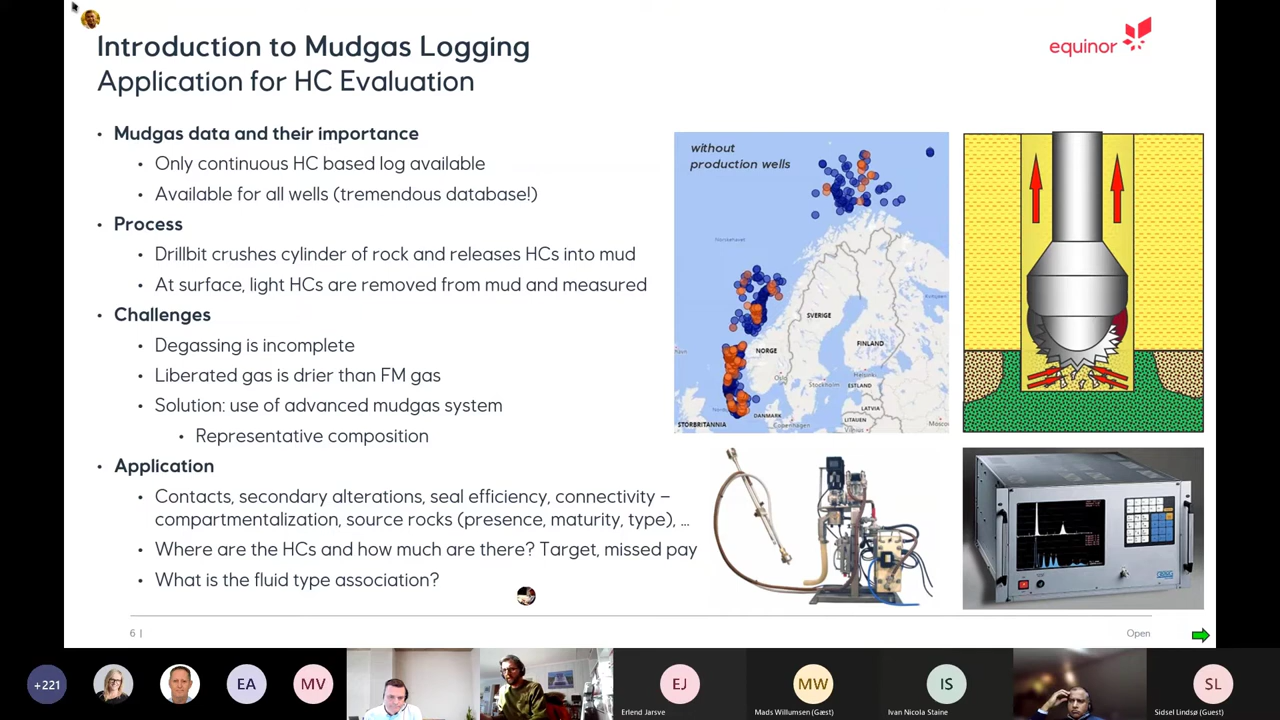 Introduction to Mudgas Logging
Application for HC Evaluation
equinor
• Mudgas data and their importance
• Only continuous HC based log available
• Available for all wells (tremendous database!)
• Process
• Drillbit crushes cylinder of rock and releases HCs into mud
• At surface, light HCs are removed from mud and measured
• Challenges
• Degassing is incomplete
• Liberated gas is drier than FM gas
• Solution: use of advanced mudgas system
• Representative composition
• Application
• Contacts, secondary alterations, seal efficiency, connectivity –
compartmentalization, source rocks (presence, maturity, type), ...
• Where are the HCs and how much are there? Target, missed pay
• What is the fluid type association?
without
production wells
SVERIGE
NORGE
FINLAND
Oslo
Helsinki
Stockholm
ESTLAND
LATVIA
DANMARK
LITAUEN
STORBRITANNIA
6 |
Open
+221
EA
MV
EJ
Erlend Jarsve
MW
Mads Willumsen (Gæst)
IS
Ivan Nicola Staine
SL
Sidsel Lindsø (Guest)